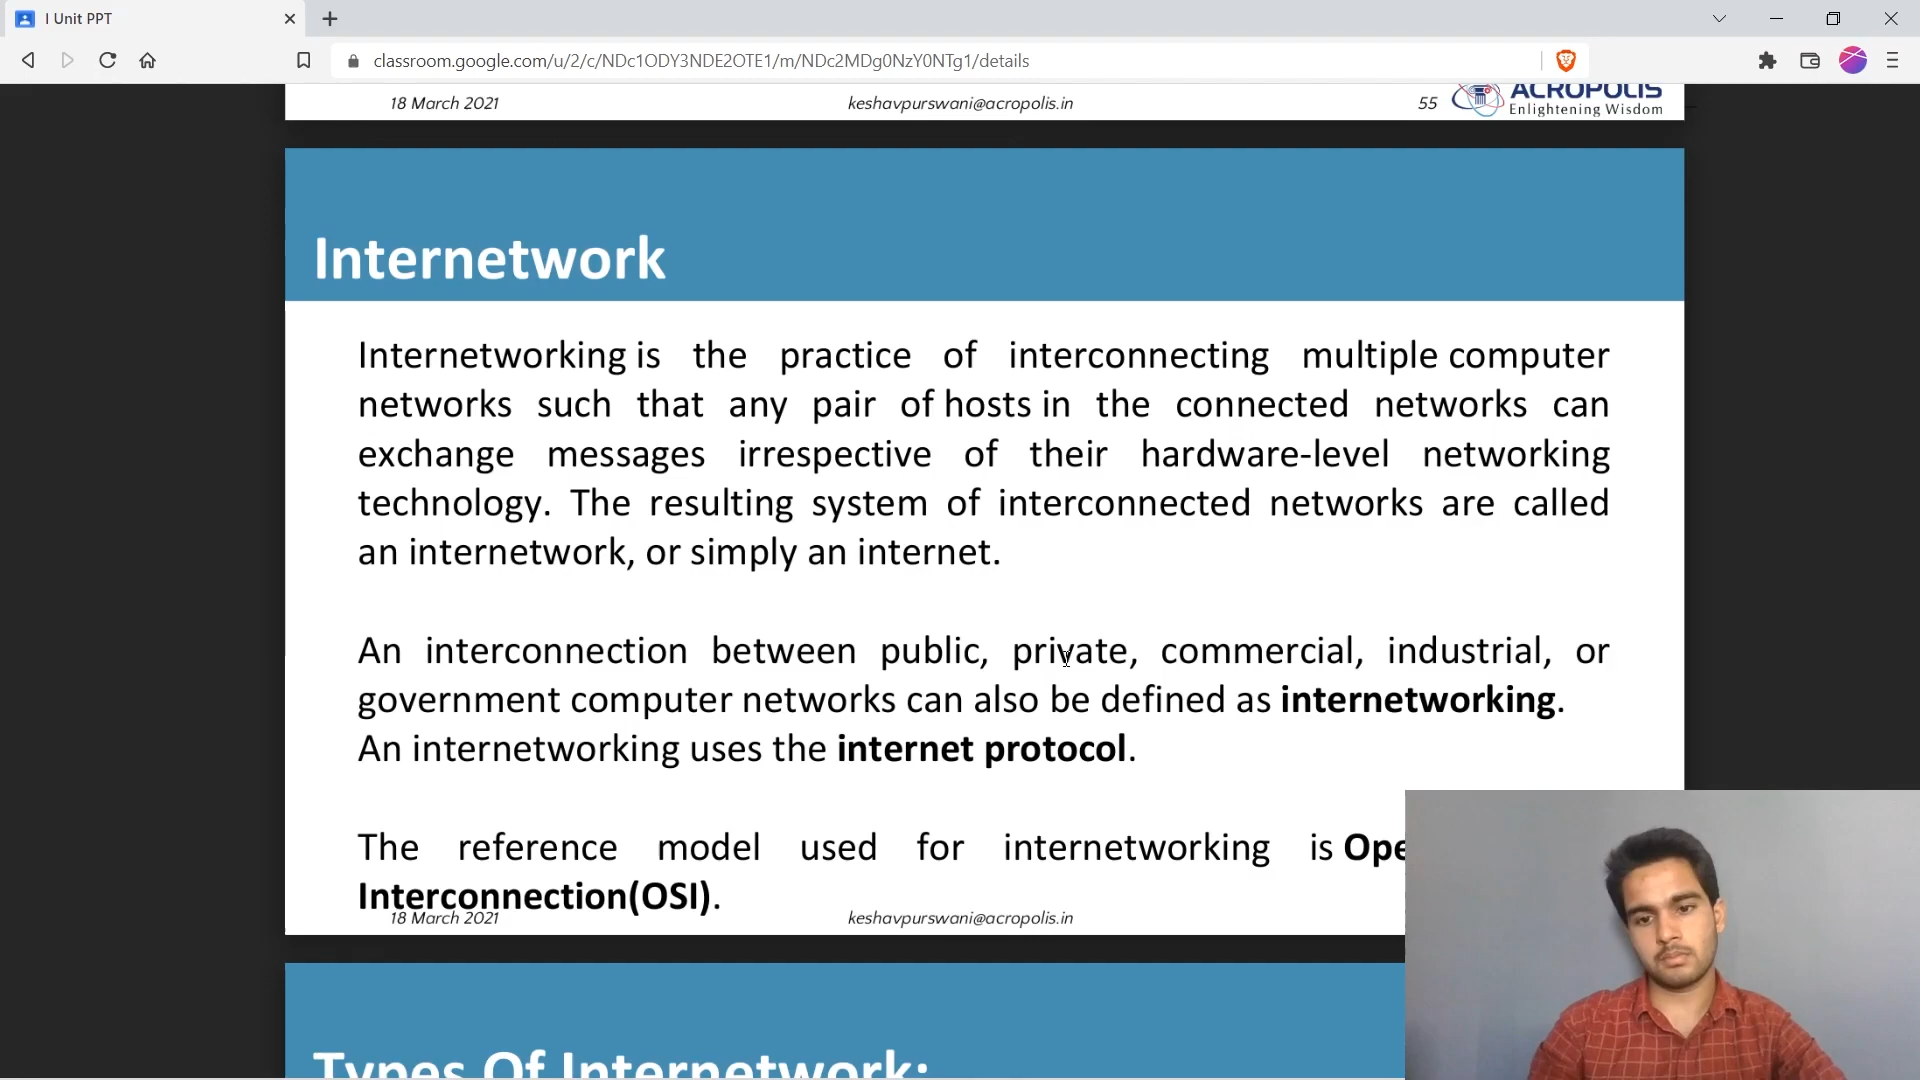 I Unit PPT
classroom.google.com/u/2/c/NDc1ODY3NDE2OTE1/m/NDc2MDg0NzY0NTg1/details
18 March 2021 keshavpurswani@acropolis.in 55 ACROPOLIS
Enlightening Wisdom
Internetwork
Internetworking is the practice of interconnecting multiple computer
networks such that any pair of hosts in the connected networks can
exchange messages irrespective of their hardware-level networking
technology. The resulting system of interconnected networks are called
an internetwork, or simply an internet.
An interconnection between public, private, commercial, industrial, or
government computer networks can also be defined as internetworking.
An internetworking uses the internet protocol.
The reference model used for internetworking is Ope
Interconnection(OSI).
18 March 2021 keshavpurswani@acropolis.in
Types Of Internetwork: